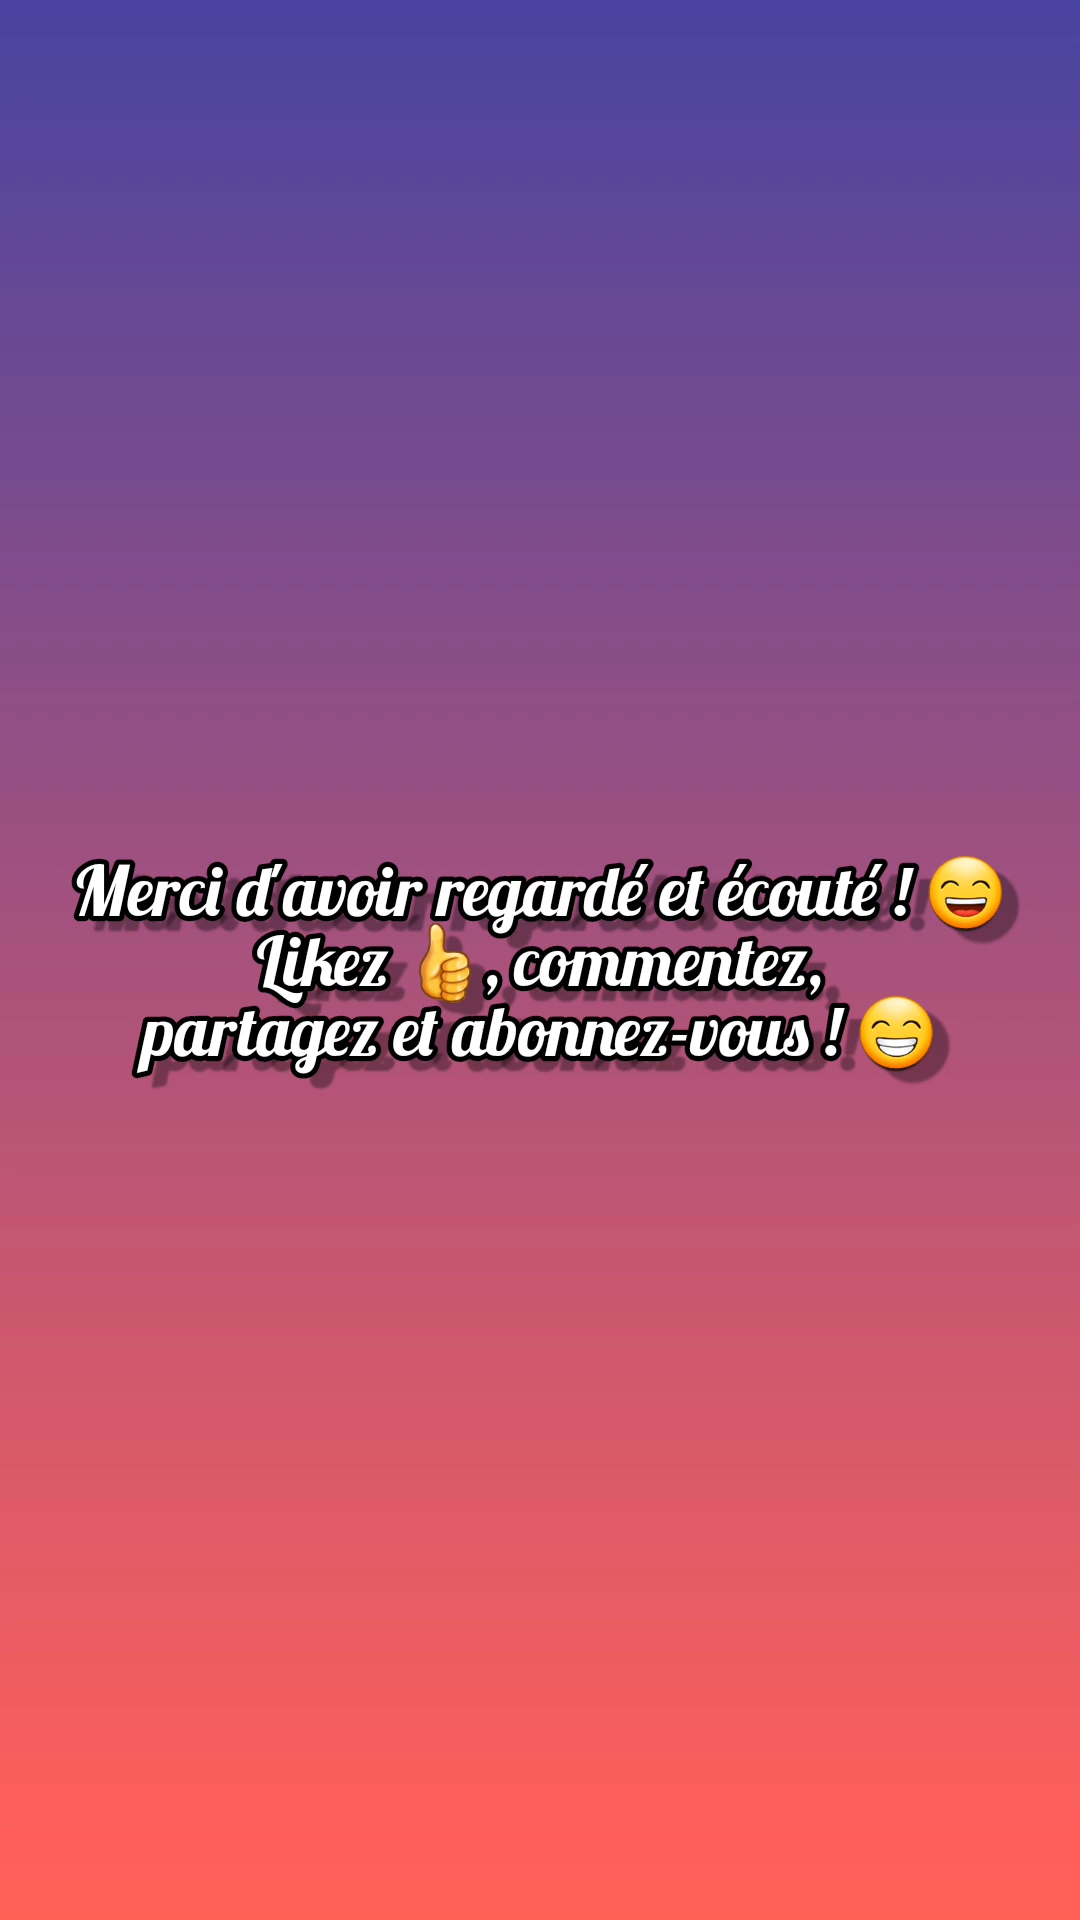 Merci d'avoir regardé et écouté ! 😄
Likez 👍, commentez,
partagez et abonnez-vous ! 😁